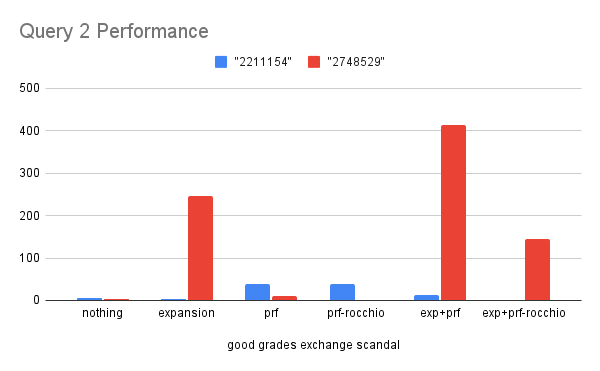 Query 2 Performance
"2211154" "2748529"
500
400
300
200
100
0
nothing expansion prf prf-rocchio exp+prf exp+prf-rocchio
good grades exchange scandal